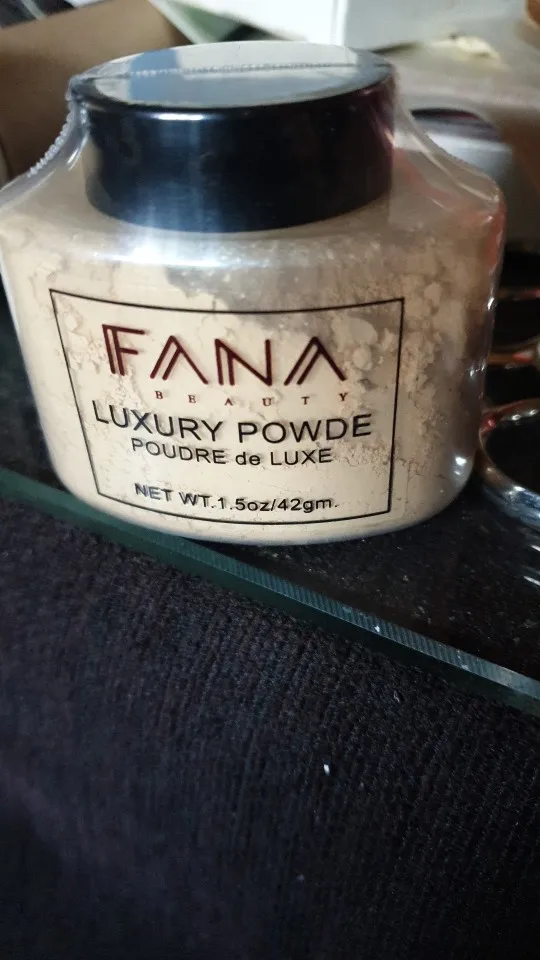 FANA
BEAUTY
LUXURY POWDE
POUDRE de LUXE
NET WT.1.5oz/42gm.